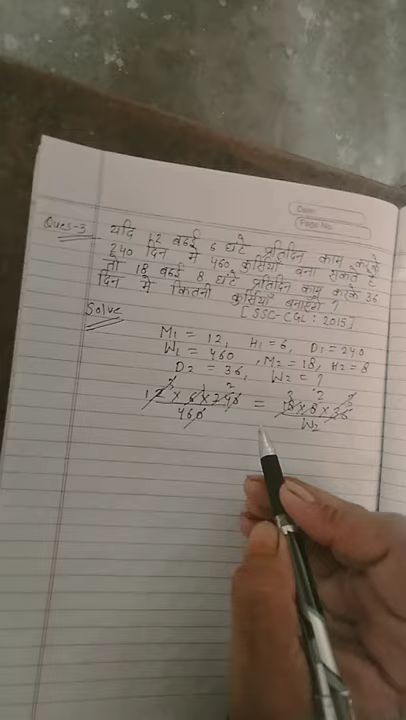 Date:
Page No.
Ques-3 यदि 12 बढई 6 घंटे प्रतिदिन काम करके
240 दिन में 460 कुर्सियाँ बना सकते है
तो 18 बढई 8 घंटे प्रतिदिन काम करके 36
दिन में कितनी कुर्सियाँ बनाएंगे ?
[SSC-CGL : 2015]
Solve
M1 = 12, H1 = 6, D1 = 240
W1 = 460, M2 = 18, H2 = 8
D2 = 36, W2 = ?
12 × 6 × 240 = 18 × 8 × 36
460 W2